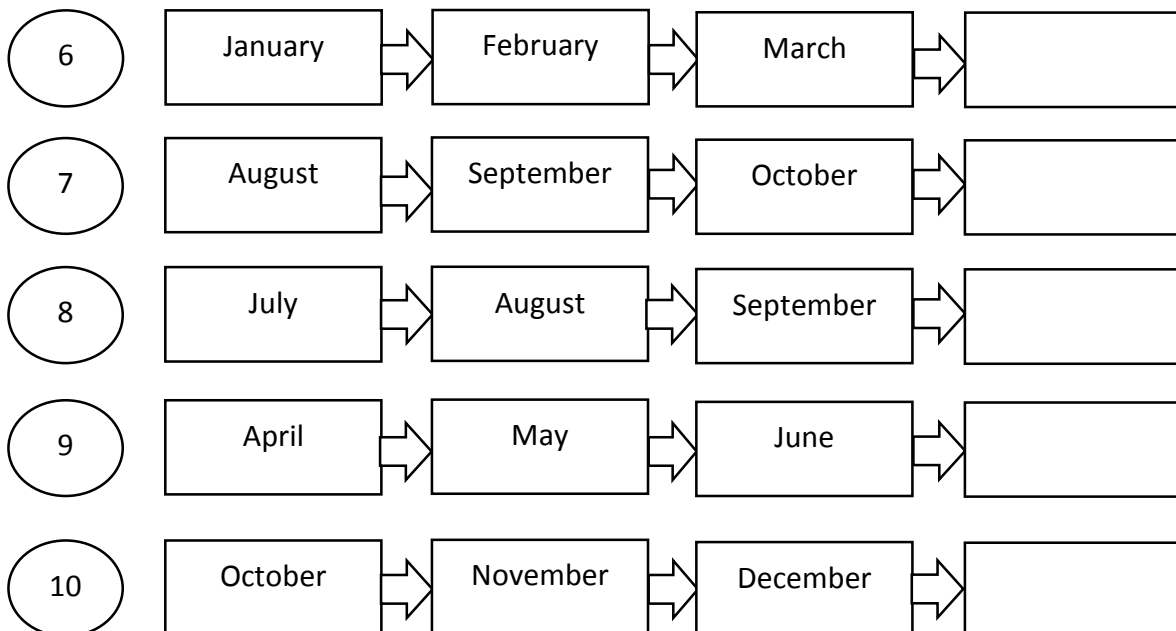 6 January February March
7 August September October
8 July August September
9 April May June
10 October November December